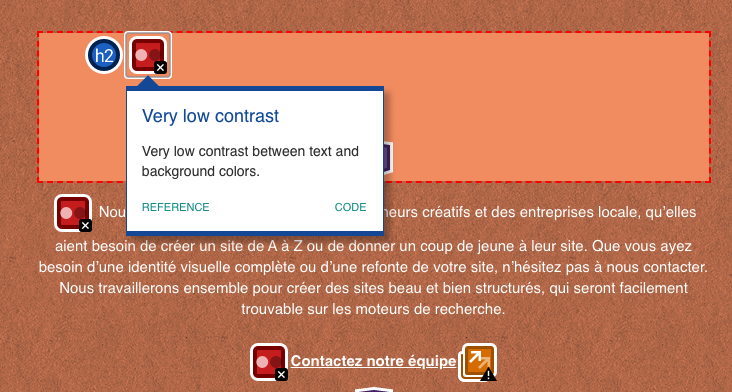 h2
Very low contrast
Very low contrast between text and
background colors.
REFERENCE CODE
Nou neurs créatifs et des entreprises locale, qu’elles
aient besoin de créer un site de A à Z ou de donner un coup de jeune à leur site. Que vous ayez
besoin d’une identité visuelle complète ou d’une refonte de votre site, n’hésitez pas à nous contacter.
Nous travaillerons ensemble pour créer des sites beau et bien structurés, qui seront facilement
trouvable sur les moteurs de recherche.
Contactez notre équipe